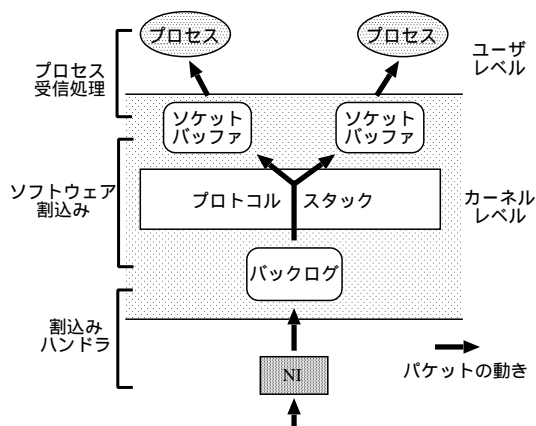 プロセス
プロセス
ユーザ
レベル
プロセス
受信処理
ソケット
バッファ
ソケット
バッファ
ソフトウェア
割込み
プロトコル スタック
カーネル
レベル
バックログ
割込み
ハンドラ
NI
パケットの動き